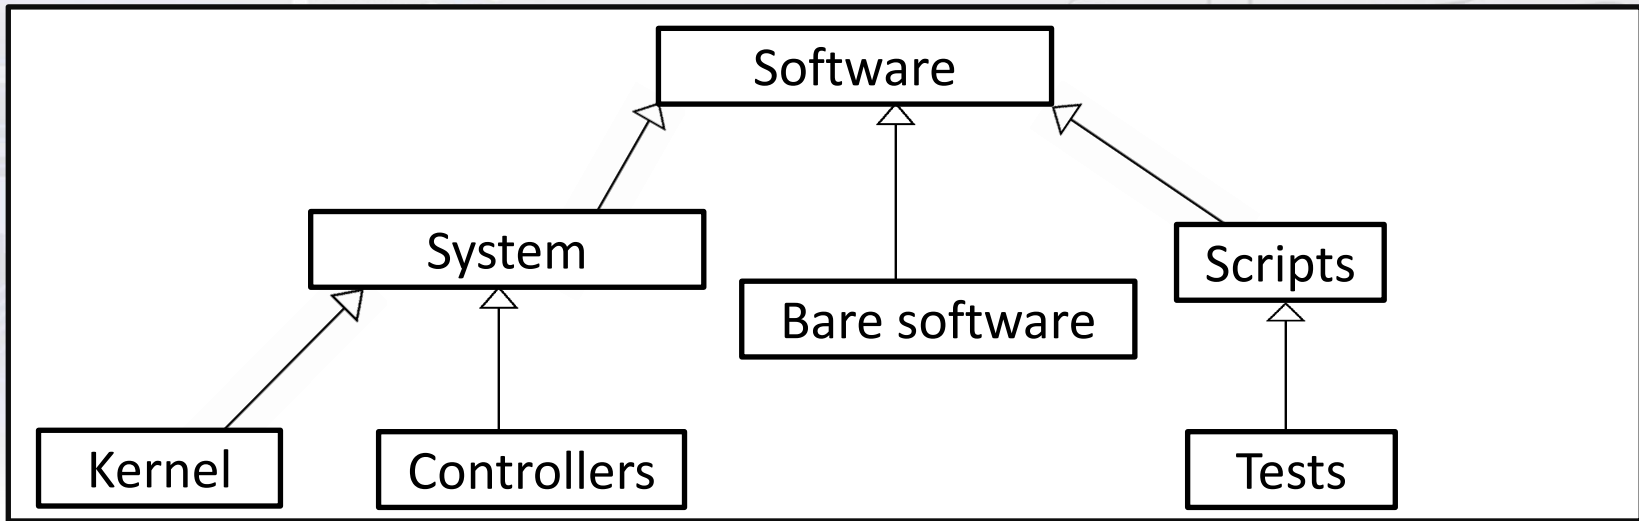 Software
System
Bare software
Scripts
Kernel
Controllers
Tests